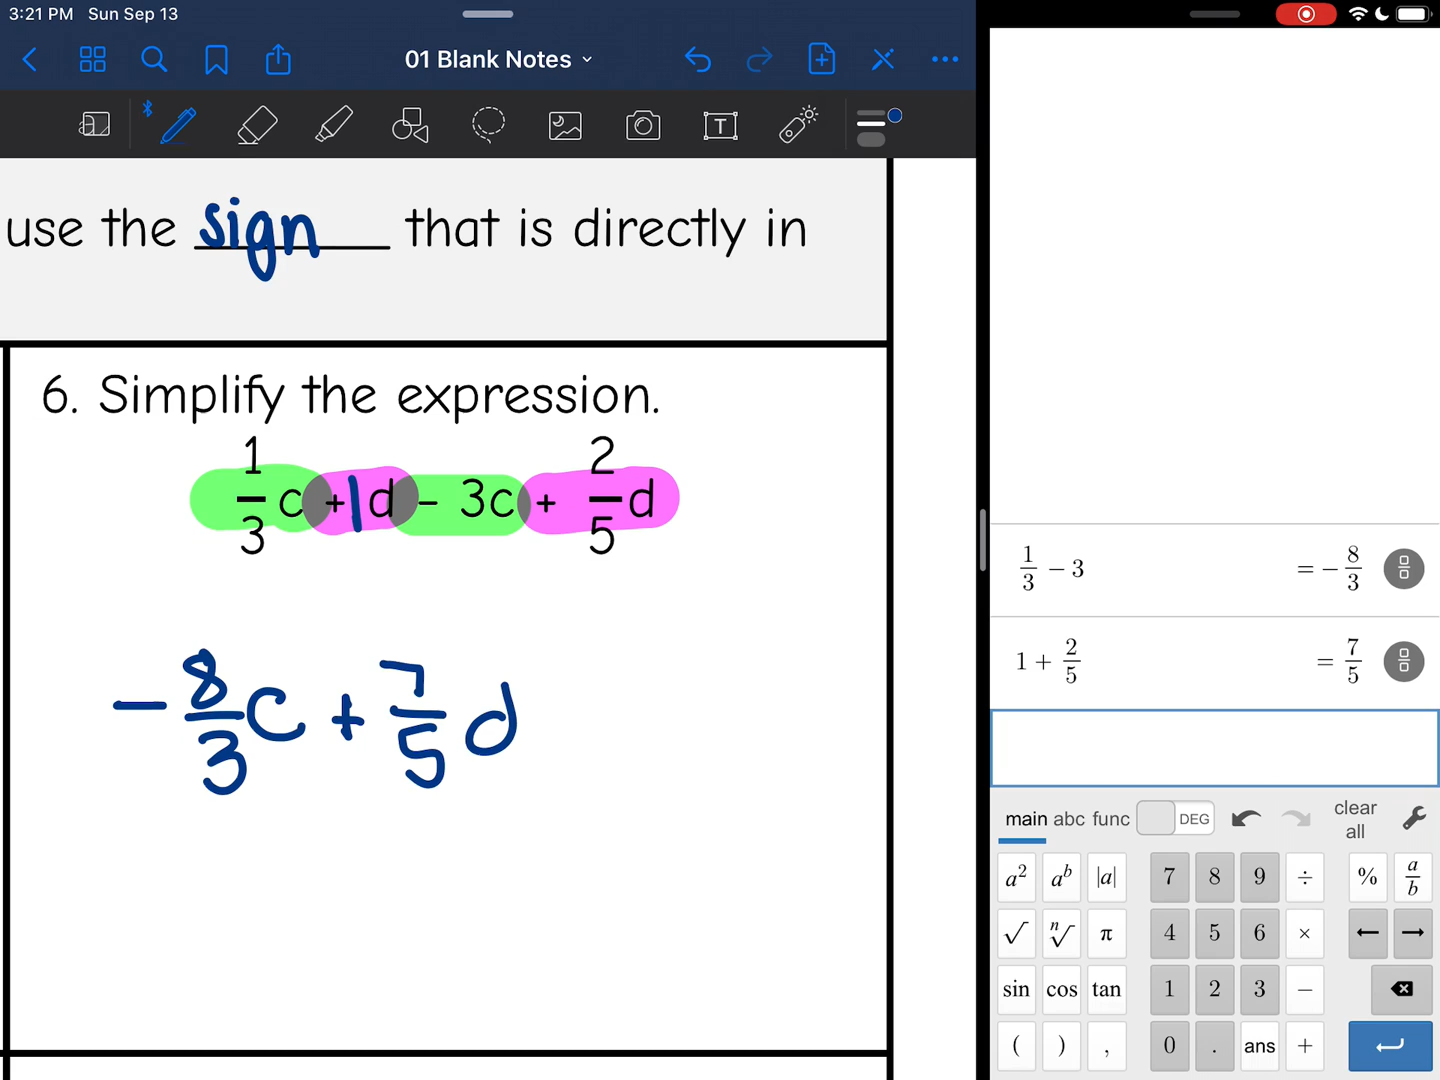 3:21 PM Sun Sep 13
01 Blank Notes
T
use the sign that is directly in
6. Simplify the expression.
1/3 c + 1d - 3c + 2/5 d
-8/3 c + 7/5 d
1/3 − 3 = −8/3
1 + 2/5 = 7/5
main abc func DEG clear all
a² aᵇ |a| 7 8 9 ÷ % a/b
√ ⁿ√ π 4 5 6 × ← →
sin cos tan 1 2 3 −
( ) , 0 . ans +